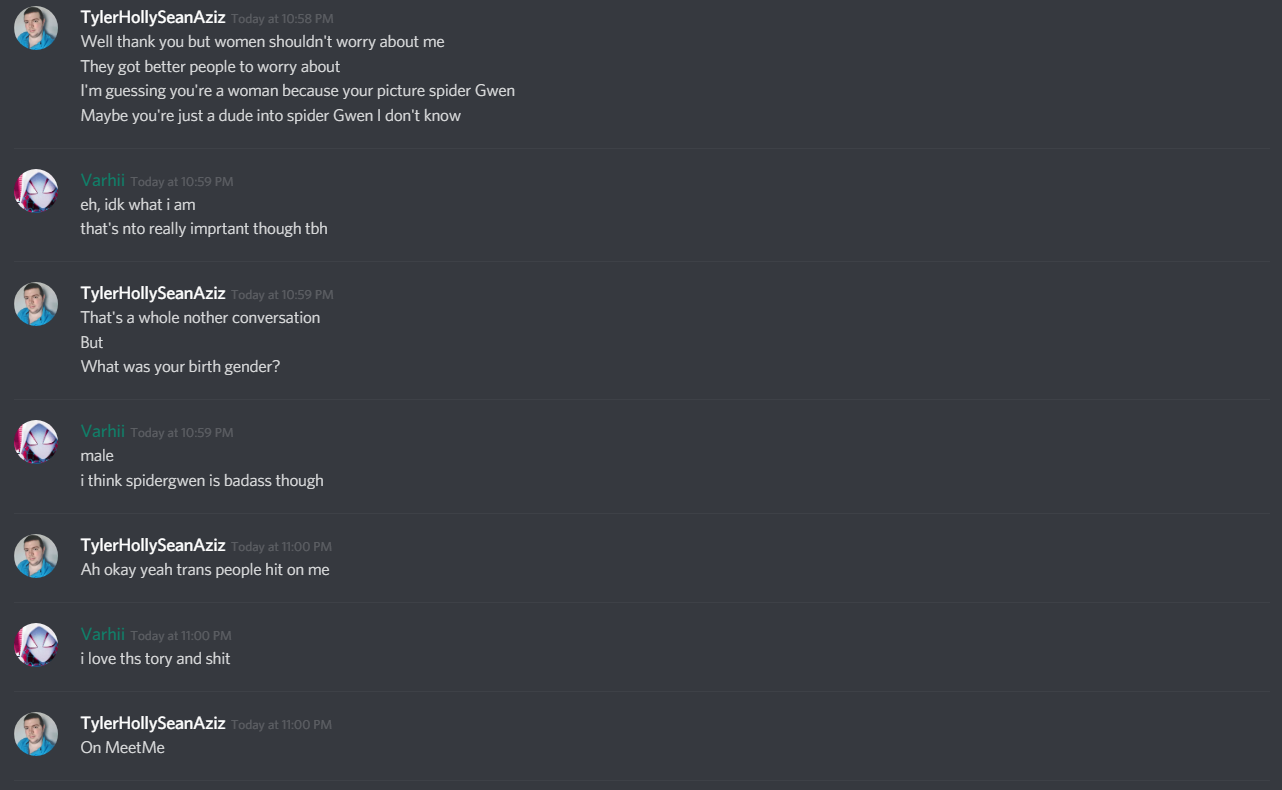 TylerHollySeanAziz Today at 10:58 PM
Well thank you but women shouldn't worry about me
They got better people to worry about
I'm guessing you're a woman because your picture spider Gwen
Maybe you're just a dude into spider Gwen I don't know
Varhii Today at 10:59 PM
eh, idk what i am
that's nto really imprtant though tbh
TylerHollySeanAziz Today at 10:59 PM
That's a whole nother conversation
But
What was your birth gender?
Varhii Today at 10:59 PM
male
i think spidergwen is badass though
TylerHollySeanAziz Today at 11:00 PM
Ah okay yeah trans people hit on me
Varhii Today at 11:00 PM
i love ths tory and shit
TylerHollySeanAziz Today at 11:00 PM
On MeetMe